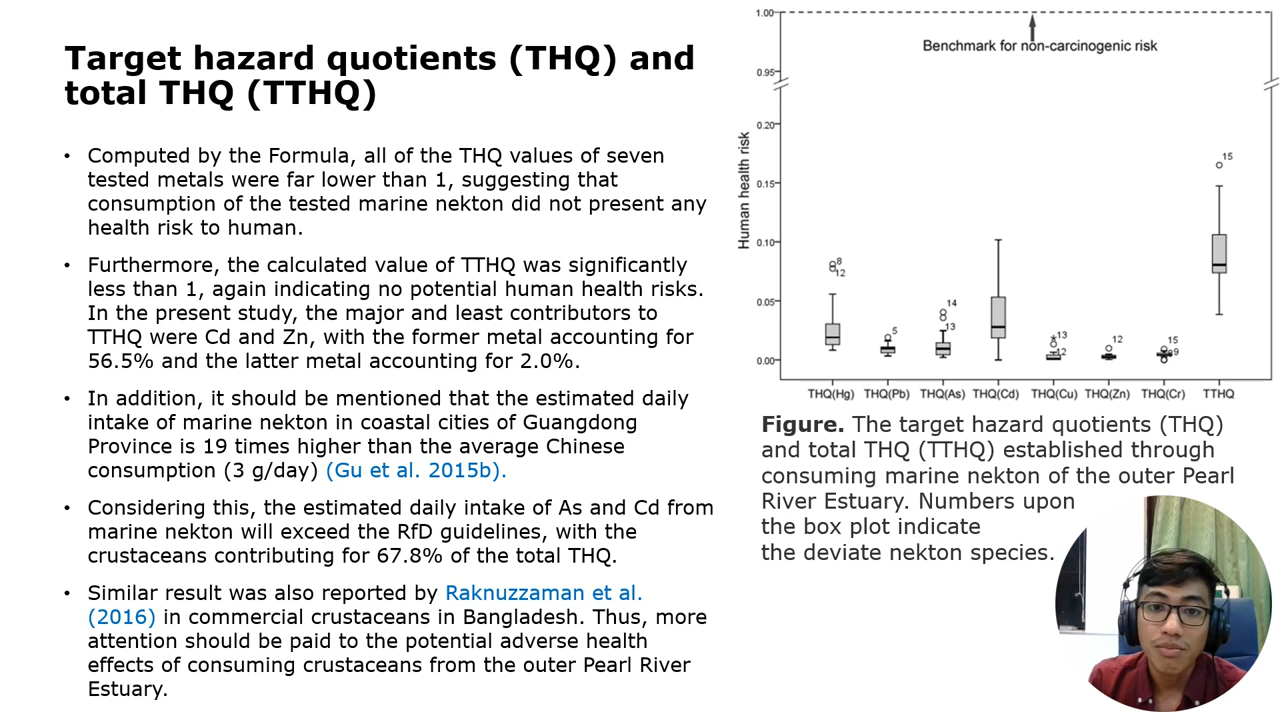 Target hazard quotients (THQ) and
total THQ (TTHQ)
• Computed by the Formula, all of the THQ values of seven
tested metals were far lower than 1, suggesting that
consumption of the tested marine nekton did not present any
health risk to human.
• Furthermore, the calculated value of TTHQ was significantly
less than 1, again indicating no potential human health risks.
In the present study, the major and least contributors to
TTHQ were Cd and Zn, with the former metal accounting for
56.5% and the latter metal accounting for 2.0%.
• In addition, it should be mentioned that the estimated daily
intake of marine nekton in coastal cities of Guangdong
Province is 19 times higher than the average Chinese
consumption (3 g/day) (Gu et al. 2015b).
• Considering this, the estimated daily intake of As and Cd from
marine nekton will exceed the RfD guidelines, with the
crustaceans contributing for 67.8% of the total THQ.
• Similar result was also reported by Raknuzzaman et al.
(2016) in commercial crustaceans in Bangladesh. Thus, more
attention should be paid to the potential adverse health
effects of consuming crustaceans from the outer Pearl River
Estuary.
1.00
Benchmark for non-carcinogenic risk
0.95
0.20
0.15
0.10
0.05
0.00
Human health risk
8
12
5
14
13
13
12
12
15
9
15
THQ(Hg) THQ(Pb) THQ(As) THQ(Cd) THQ(Cu) THQ(Zn) THQ(Cr) TTHQ
Figure. The target hazard quotients (THQ)
and total THQ (TTHQ) established through
consuming marine nekton of the outer Pearl
River Estuary. Numbers upon
the box plot indicate
the deviate nekton species.